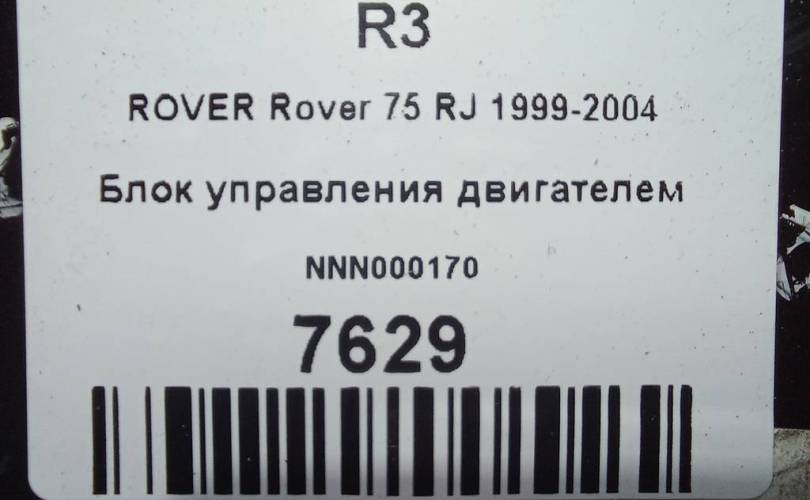 R3
ROVER Rover 75 RJ 1999-2004
Блок управления двигателем
NNN000170
7629